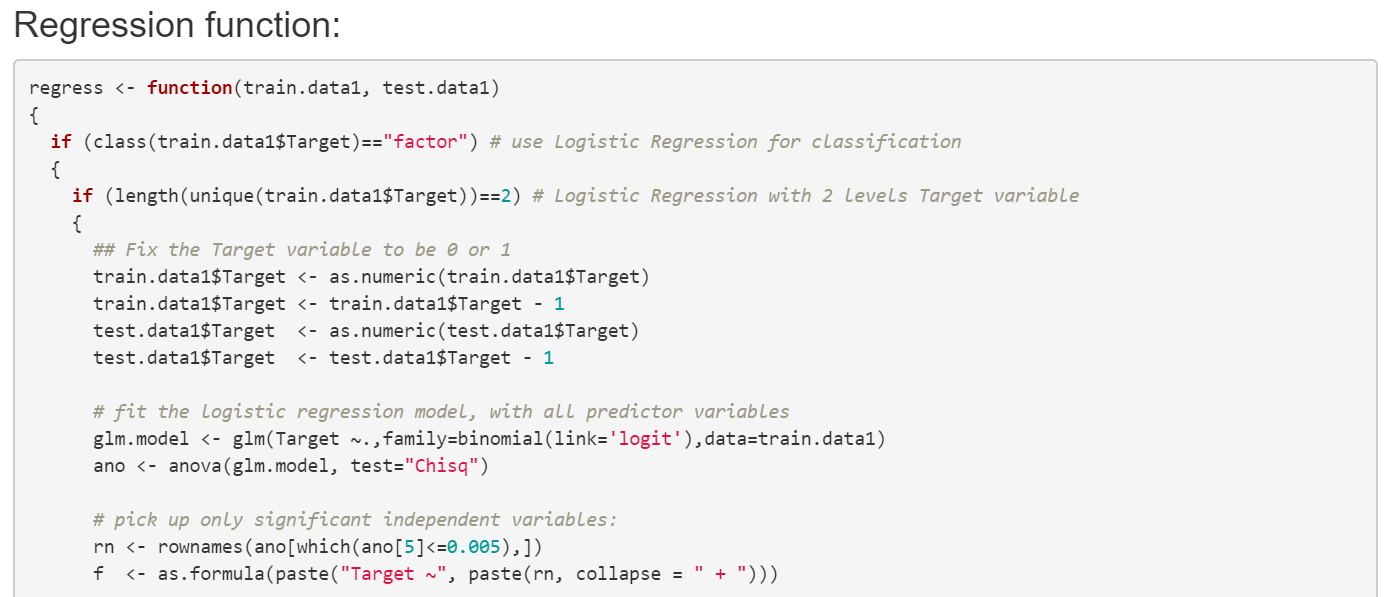 Regression function:
regress <- function(train.data1, test.data1)
{
  if (class(train.data1$Target)=="factor") # use Logistic Regression for classification
  {
    if (length(unique(train.data1$Target))==2) # Logistic Regression with 2 levels Target variable
    {
      ## Fix the Target variable to be 0 or 1
      train.data1$Target <- as.numeric(train.data1$Target)
      train.data1$Target <- train.data1$Target - 1
      test.data1$Target  <- as.numeric(test.data1$Target)
      test.data1$Target  <- test.data1$Target - 1

      # fit the logistic regression model, with all predictor variables
      glm.model <- glm(Target ~.,family=binomial(link='logit'),data=train.data1)
      ano <- anova(glm.model, test="Chisq")

      # pick up only significant independent variables:
      rn <- rownames(ano[which(ano[5]<=0.005),])
      f  <- as.formula(paste("Target ~", paste(rn, collapse = " + ")))